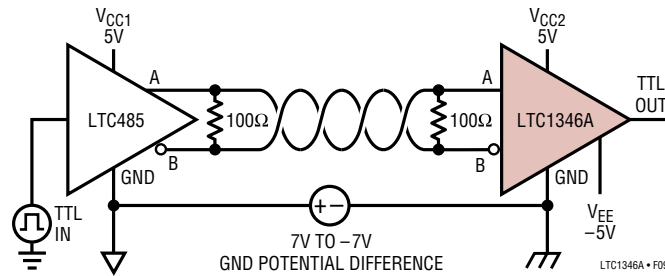 VCC1
5V
VCC2
5V
A
A
TTL
OUT
LTC485
100Ω
100Ω
LTC1346A
B
B
GND
GND
TTL
IN
+ −
VEE
−5V
7V TO −7V
GND POTENTIAL DIFFERENCE
LTC1346A • F09